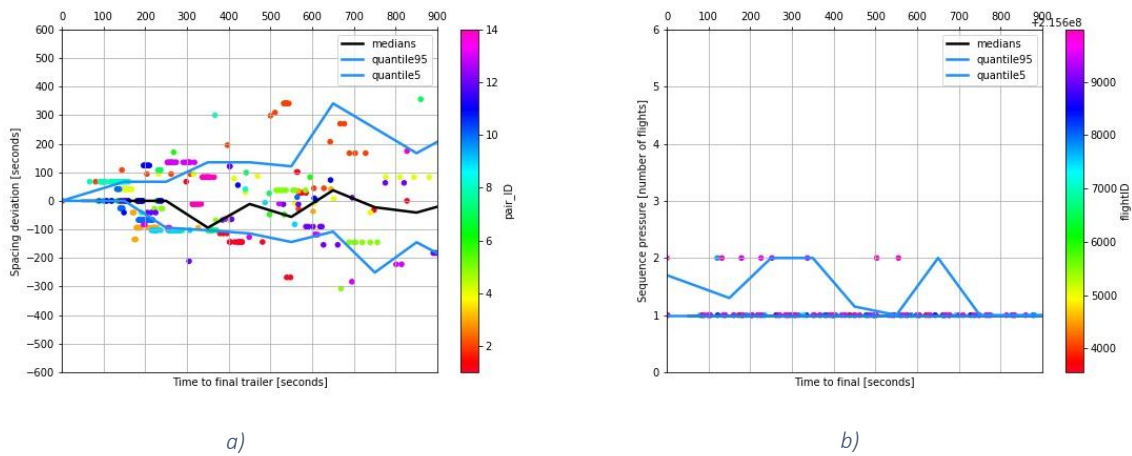 0 100 200 300 400 500 600 700 800 900
600
500
400
300
200
100
0
−100
−200
−300
−400
−500
−600
Spacing deviation [seconds]
medians
quantile95
quantile5
Time to final trailer [seconds]
14
12
10
8
6
4
2
pair_ID
a)
0 100 200 300 400 500 600 700 800 900
+2.156e8
6
5
4
3
2
1
0
Sequence pressure [number of flights]
medians
quantile95
quantile5
Time to final [seconds]
9000
8000
7000
6000
5000
4000
flightID
b)